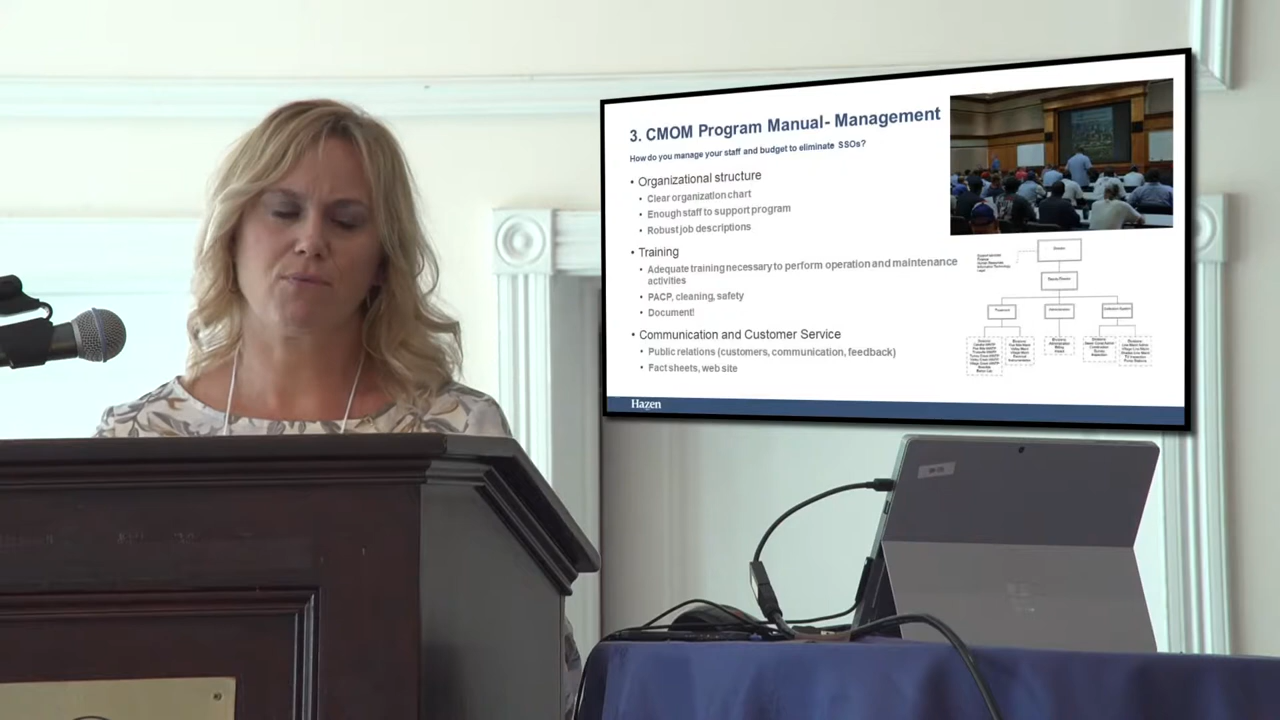 3. CMOM Program Manual- Management
How do you manage your staff and budget to eliminate SSOs?
• Organizational structure
• Clear organization chart
• Enough staff to support program
• Robust job descriptions
• Training
• Adequate training necessary to perform operation and maintenance
activities
• PACP, cleaning, safety
• Document!
• Communication and Customer Service
• Public relations (customers, communication, feedback)
• Fact sheets, web site
Hazen